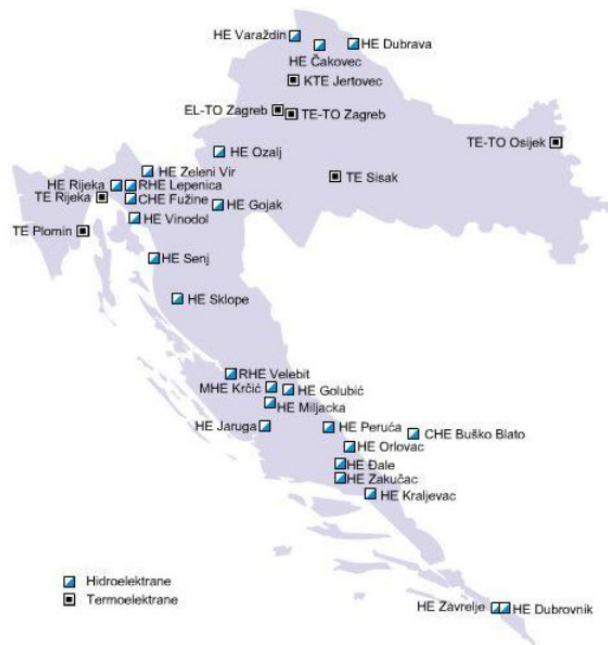 HE Varaždin
HE Dubrava
HE Čakovec
KTE Jertovec
EL-TO Zagreb
TE-TO Zagreb
TE-TO Osijek
HE Ozalj
HE Zeleni Vir
TE Sisak
HE Rijeka
RHE Lepenica
TE Rijeka
CHE Fužine
HE Gojak
HE Vinodol
TE Plomin
HE Senj
HE Sklope
RHE Velebit
MHE Krčić
HE Golubić
HE Miljacka
HE Jaruga
HE Peruća
CHE Buško Blato
HE Orlovac
HE Đale
HE Zakučac
HE Kraljevac
Hidroelektrane
Termoelektrane
HE Zavrelje
HE Dubrovnik